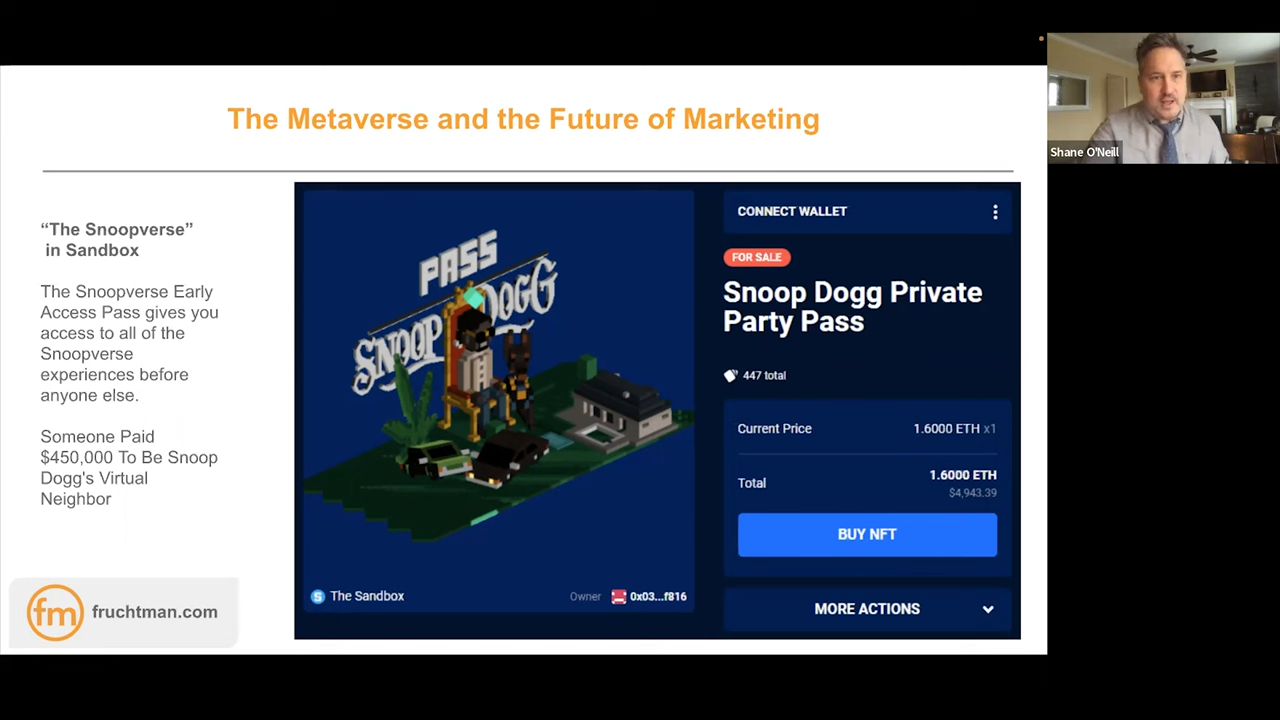 The Metaverse and the Future of Marketing
Shane O'Neill
“The Snoopverse”
in Sandbox
The Snoopverse Early
Access Pass gives you
access to all of the
Snoopverse
experiences before
anyone else.
Someone Paid
$450,000 To Be Snoop
Dogg's Virtual
Neighbor
fm fruchtman.com
PASS
SNOOP DOGG
The Sandbox
Owner 0x03...f816
CONNECT WALLET
FOR SALE
Snoop Dogg Private
Party Pass
447 total
Current Price 1.6000 ETH x1
Total 1.6000 ETH
$4,943.39
BUY NFT
MORE ACTIONS